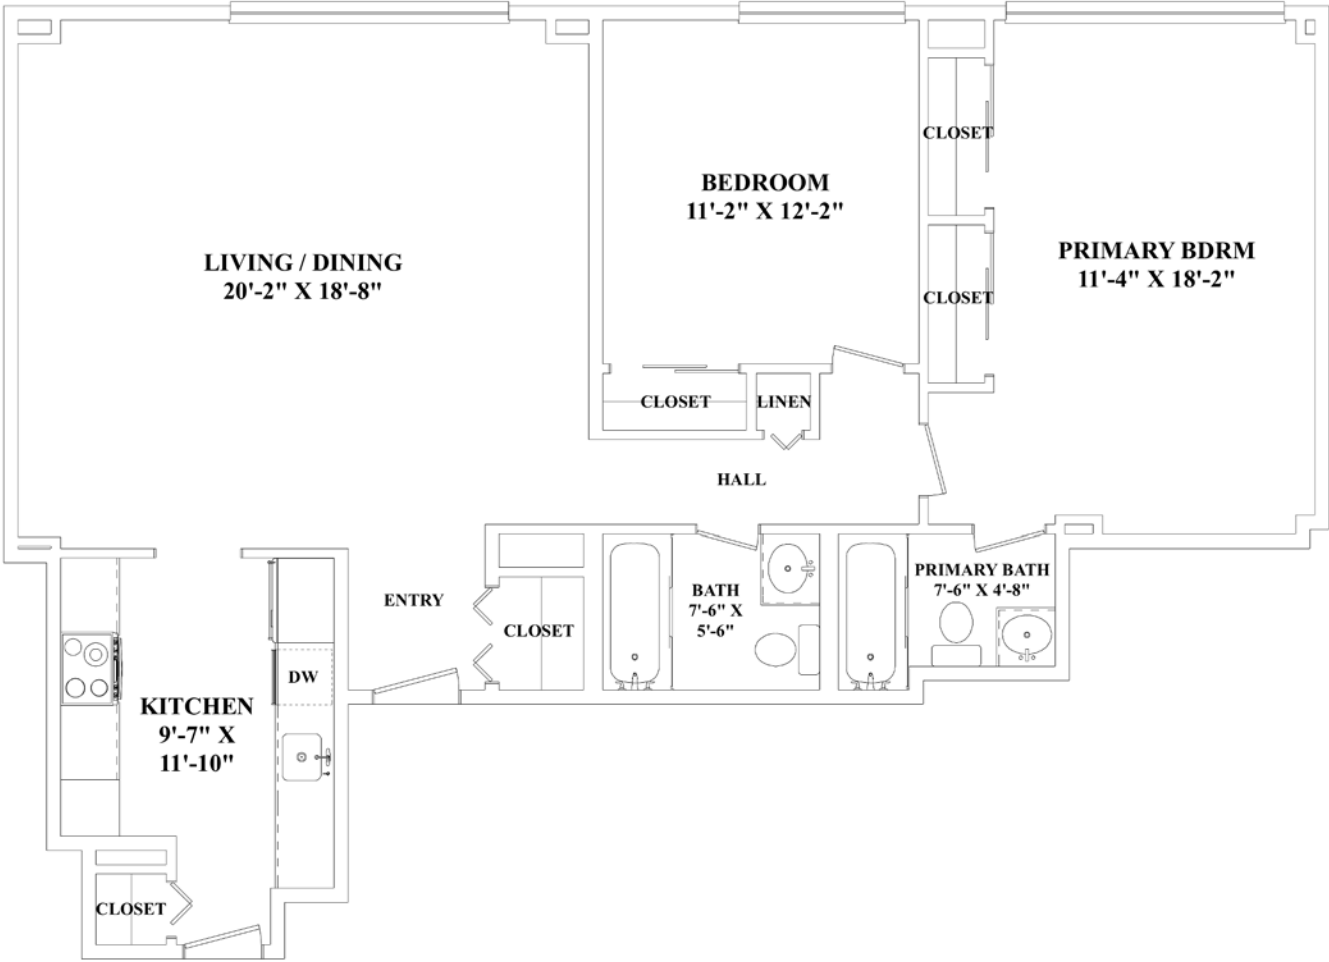 CLOSET
BEDROOM
11'-2" X 12'-2"
PRIMARY BDRM
11'-4" X 18'-2"
LIVING / DINING
20'-2" X 18'-8"
CLOSET
CLOSET
LINEN
HALL
PRIMARY BATH
7'-6" X 4'-8"
BATH
7'-6" X
5'-6"
ENTRY
CLOSET
DW
KITCHEN
9'-7" X
11'-10"
CLOSET